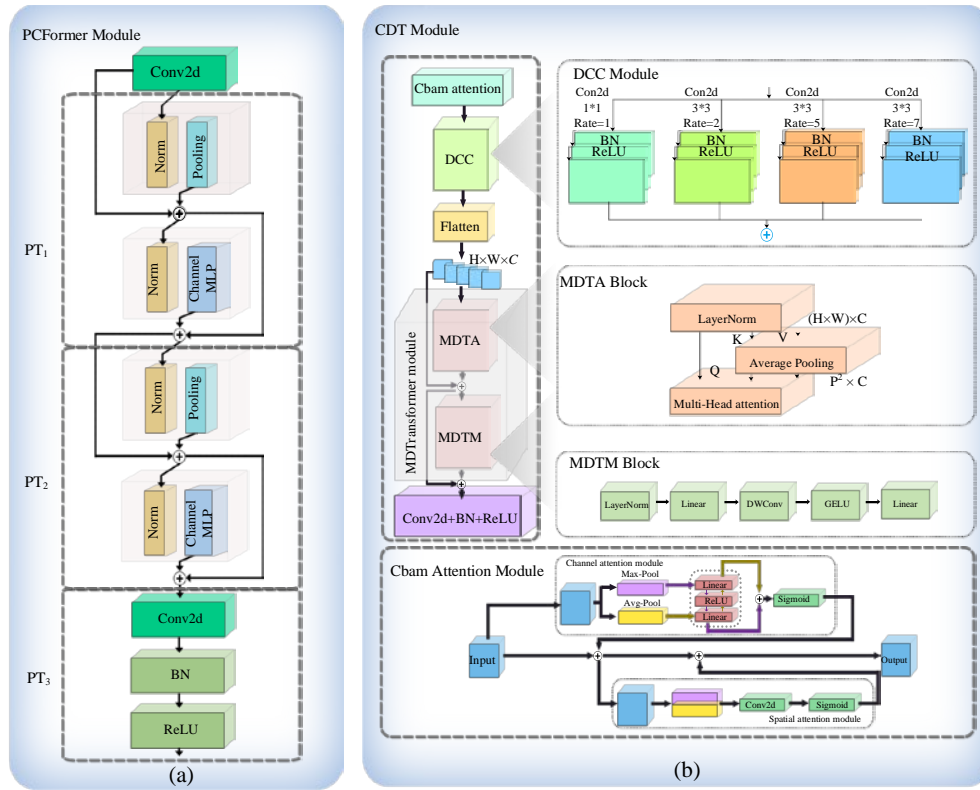 PCFormer Module
Conv2d
Norm
Pooling
PT1
Norm
Channel
MLP
Norm
Pooling
PT2
Norm
Channel
MLP
Conv2d
PT3
BN
ReLU
(a)
CDT Module
Cbam attention
DCC
Flatten
H×W×C
MDTransformer module
MDTA
MDTM
Conv2d+BN+ReLU
DCC Module
Con2d
1*1
Rate=1
Con2d
3*3
Rate=2
Con2d
3*3
Rate=5
Con2d
3*3
Rate=7
BN
ReLU
BN
ReLU
BN
ReLU
BN
ReLU
MDTA Block
LayerNorm
(H×W)×C
K
V
Average Pooling
Q
P² × C
Multi-Head attention
MDTM Block
LayerNorm
Linear
DWConv
GELU
Linear
Cbam Attention Module
Channel attention module
Max-Pool
Avg-Pool
Linear
ReLU
Linear
Sigmoid
Input
Output
Conv2d
Sigmoid
Spatial attention module
(b)